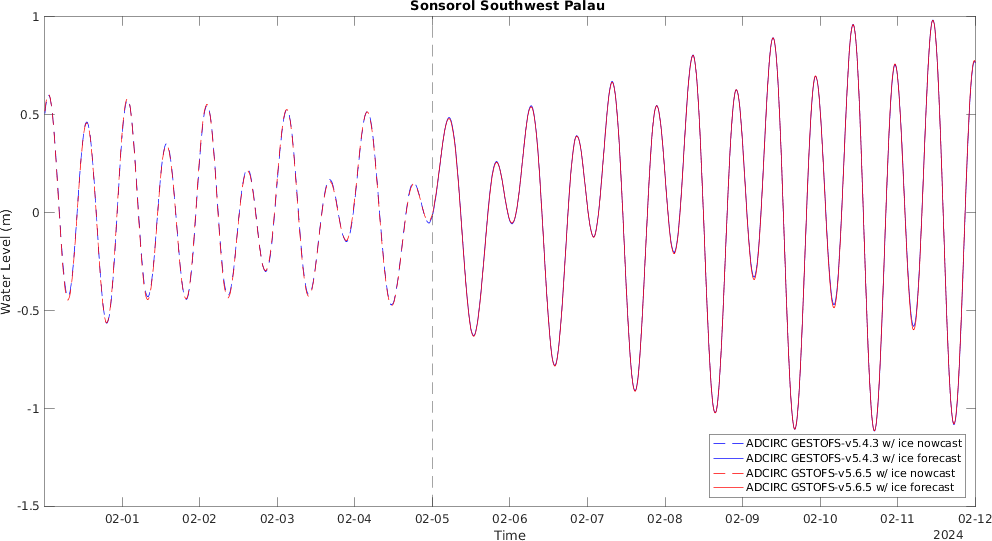 Sonsorol Southwest Palau
1
0.5
0
-0.5
-1
-1.5
Water Level (m)
ADCIRC GESTOFS-v5.4.3 w/ ice nowcast
ADCIRC GESTOFS-v5.4.3 w/ ice forecast
ADCIRC GSTOFS-v5.6.5 w/ ice nowcast
ADCIRC GSTOFS-v5.6.5 w/ ice forecast
02-01 02-02 02-03 02-04 02-05 02-06 02-07 02-08 02-09 02-10 02-11 02-12
Time
2024